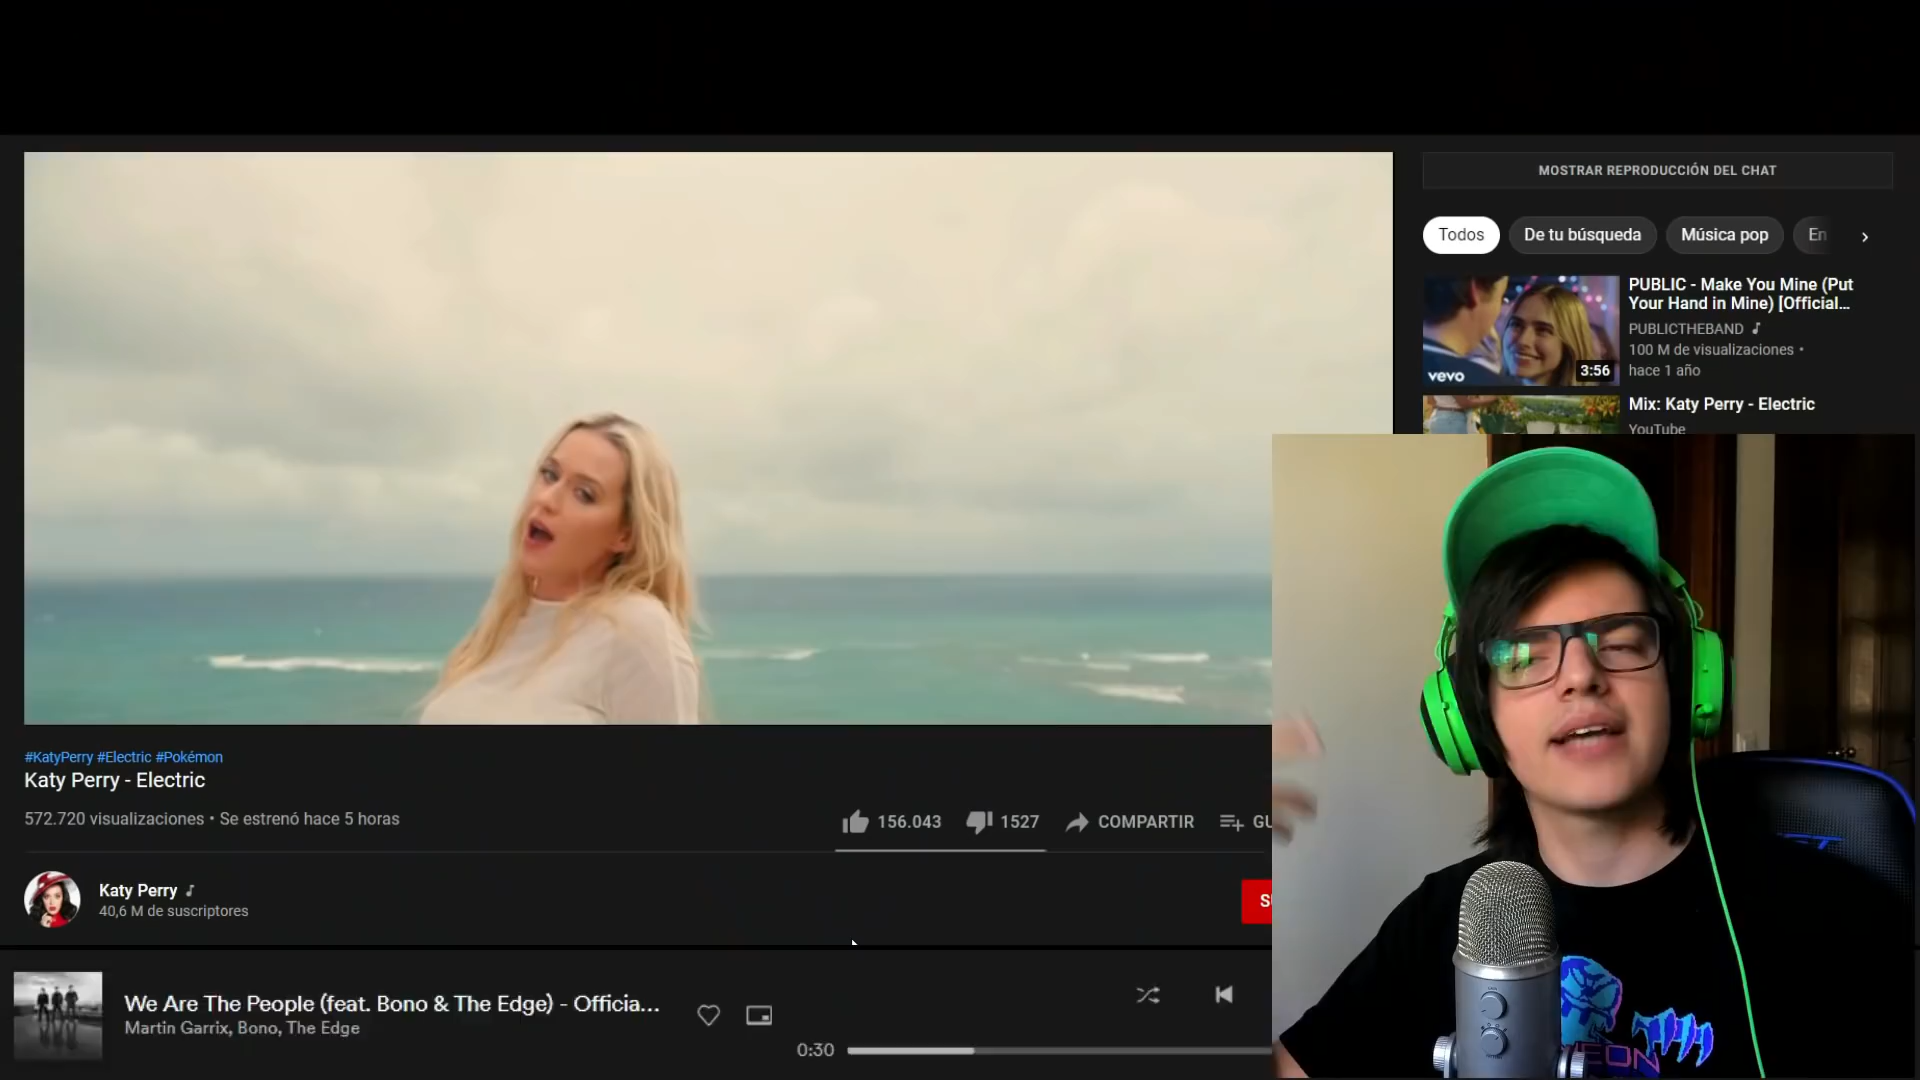 MOSTRAR REPRODUCCIÓN DEL CHAT
Todos
De tu búsqueda
Música pop
En
PUBLIC - Make You Mine (Put
Your Hand in Mine) [Official...
PUBLICTHEBAND
100 M de visualizaciones •
hace 1 año
vevo
3:56
Mix: Katy Perry - Electric
YouTube
#KatyPerry #Electric #Pokémon
Katy Perry - Electric
572.720 visualizaciones • Se estrenó hace 5 horas
156.043
1527
COMPARTIR
GU
Katy Perry
40,6 M de suscriptores
S
We Are The People (feat. Bono & The Edge) - Officia...
Martin Garrix, Bono, The Edge
0:30
NEON